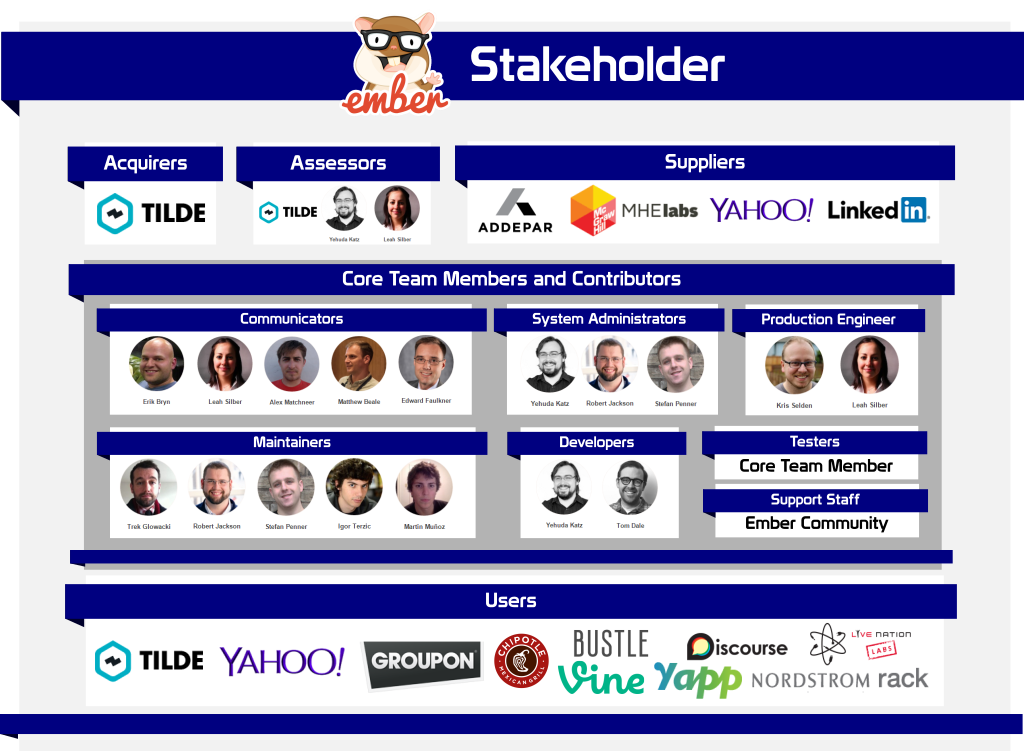 ember
Stakeholder
Acquirers
Assessors
Suppliers
TILDE
TILDE
Yehuda Katz
Leah Silber
ADDEPAR
Mc Graw Hill
MHElabs
YAHOO!
Linked in
Core Team Members and Contributors
Communicators
System Administrators
Production Engineer
Erik Bryn
Leah Silber
Alex Matchneer
Matthew Beale
Edward Faulkner
Yehuda Katz
Robert Jackson
Stefan Penner
Kris Selden
Leah Silber
Maintainers
Developers
Testers
Core Team Member
Support Staff
Ember Community
Trek Glowacki
Robert Jackson
Stefan Penner
Igor Terzic
Martin Muñoz
Yehuda Katz
Tom Dale
Users
TILDE
YAHOO!
GROUPON
CHIPOTLE
MEXICAN GRILL
BUSTLE
Discourse
LIVE NATION
LABS
Vine
Yapp
NORDSTROM rack